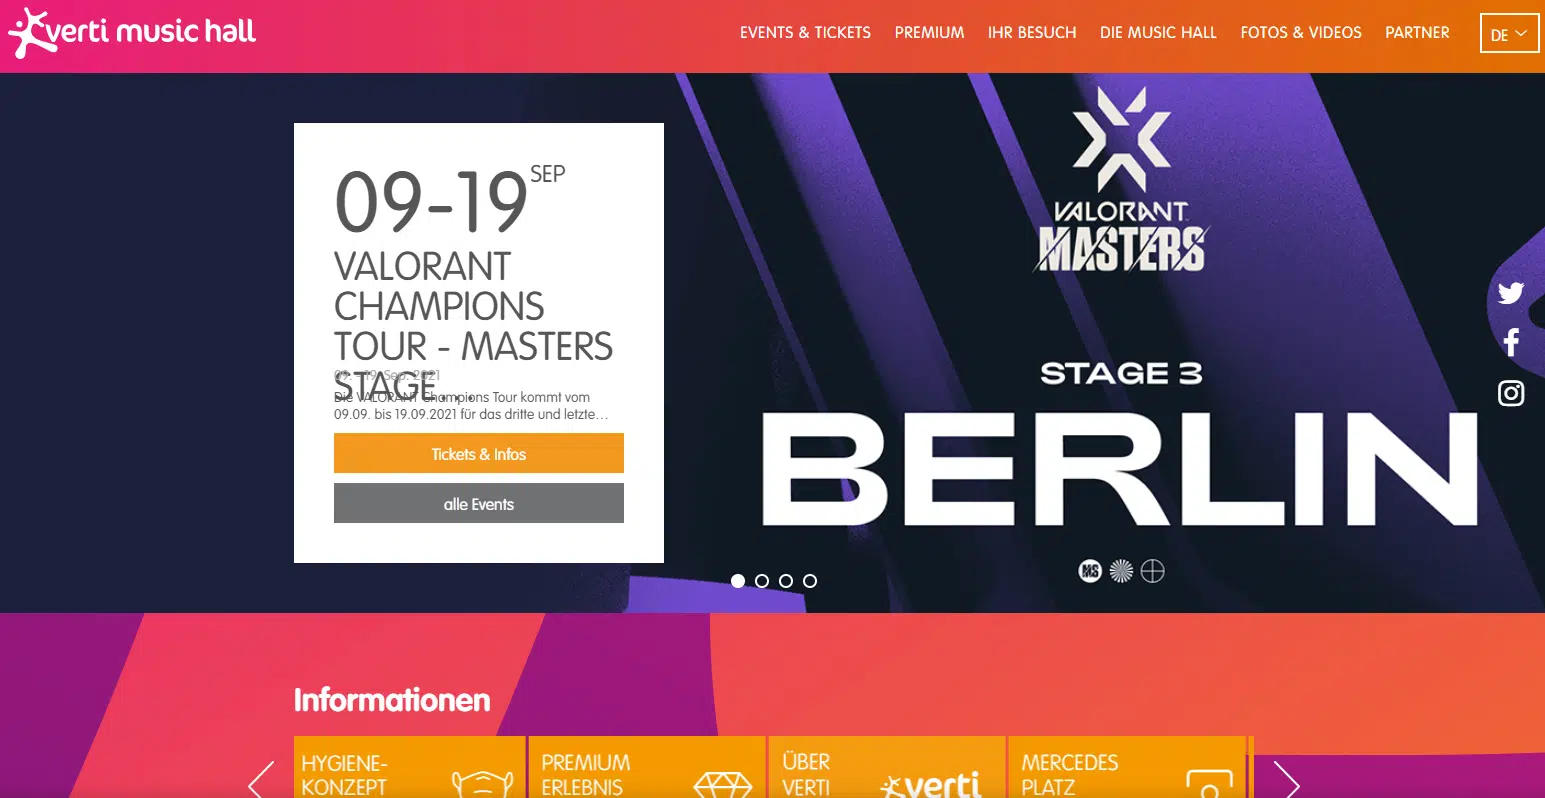 verti music hall
EVENTS & TICKETS PREMIUM IHR BESUCH DIE MUSIC HALL FOTOS & VIDEOS PARTNER DE
09-19 SEP
VALORANT
CHAMPIONS
TOUR - MASTERS
STAGE ...
09. - 19. Sep. 2021
Die VALORANT Champions Tour kommt vom
09.09. bis 19.09.2021 für das dritte und letzte...
Tickets & Infos
alle Events
VALORANT
MASTERS
STAGE 3
BERLIN
MS
Informationen
HYGIENE-
KONZEPT
PREMIUM
ERLEBNIS
ÜBER
VERTI
verti
MERCEDES
PLATZ